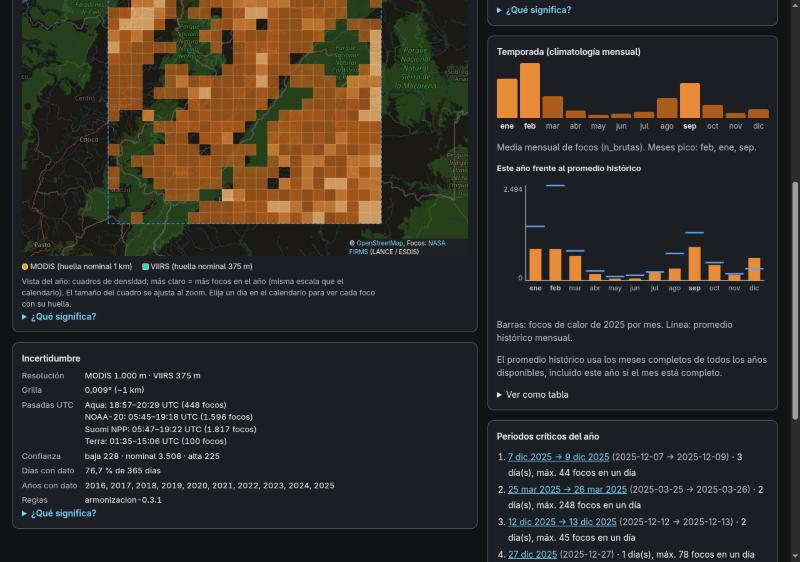 Parque
Nacional
Natural
Sierra de
la Macarena
Centro
Cauca
Pasto
© OpenStreetMap, Focos: NASA
FIRMS (LANCE / ESDIS)
MODIS (huella nominal 1 km)
VIIRS (huella nominal 375 m)
Vista del año: cuadros de densidad; más claro = más focos en el año (misma escala que el
calendario). El tamaño del cuadro se ajusta al zoom. Elija un día en el calendario para ver cada foco
con su huella.
▶ ¿Qué significa?
Incertidumbre
Resolución MODIS 1.000 m · VIIRS 375 m
Grilla 0,009° (~1 km)
Pasadas UTC Aqua: 18:57–20:29 UTC (448 focos)
NOAA-20: 05:45–19:18 UTC (1.596 focos)
Suomi NPP: 05:47–19:22 UTC (1.817 focos)
Terra: 01:35–15:06 UTC (100 focos)
Confianza baja 228 · nominal 3.508 · alta 225
Días con dato 76,7 % de 365 días
Años con dato 2016, 2017, 2018, 2019, 2020, 2021, 2022, 2023, 2024, 2025
Reglas armonizacion-0.3.1
▶ ¿Qué significa?
▶ ¿Qué significa?
Temporada (climatología mensual)
ene feb mar abr may jun jul ago sep oct nov dic
Media mensual de focos (n_brutas). Meses pico: feb, ene, sep.
Este año frente al promedio histórico
2.494
0
ene feb mar abr may jun jul ago sep oct nov dic
Barras: focos de calor de 2025 por mes. Línea: promedio
histórico mensual.
El promedio histórico usa los meses completos de todos los años
disponibles, incluido este año si el mes está completo.
▶ Ver como tabla
Periodos críticos del año
1. 7 dic 2025 → 9 dic 2025 (2025-12-07 → 2025-12-09) · 3
día(s), máx. 44 focos en un día
2. 25 mar 2025 → 26 mar 2025 (2025-03-25 → 2025-03-26) · 2
día(s), máx. 248 focos en un día
3. 12 dic 2025 → 13 dic 2025 (2025-12-12 → 2025-12-13) · 2
día(s), máx. 45 focos en un día
4. 27 dic 2025 (2025-12-27) · 1 día(s), máx. 78 focos en un día